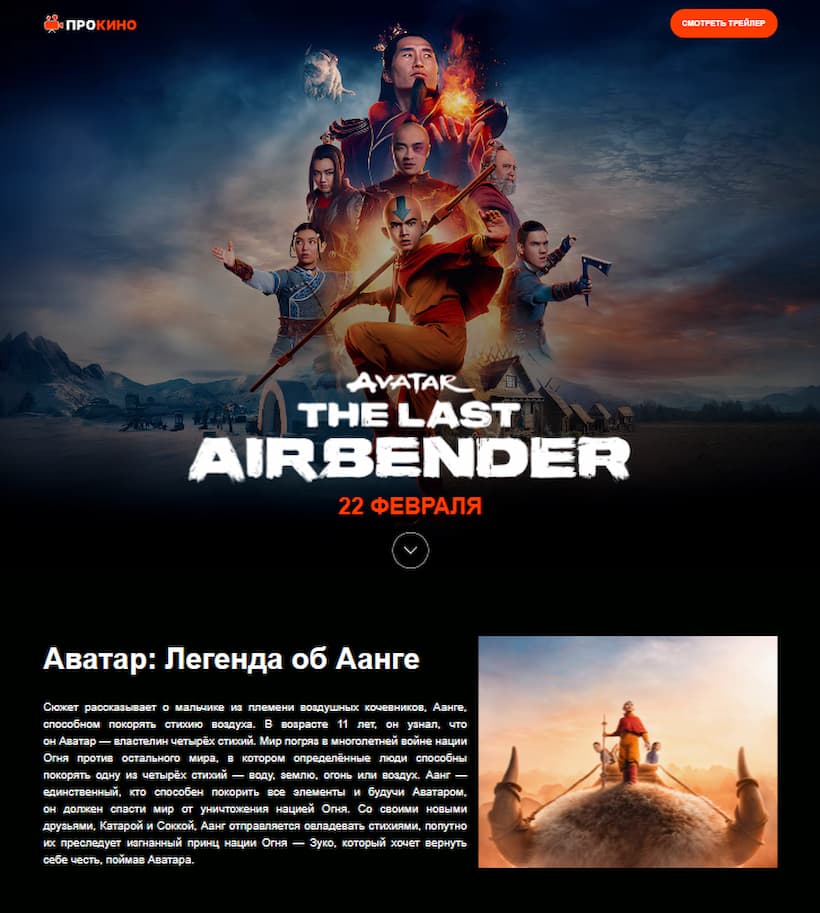 ПРОКИНО
СМОТРЕТЬ ТРЕЙЛЕР
AVATAR
THE LAST
AIRBENDER
22 ФЕВРАЛЯ
Аватар: Легенда об Аанге
Сюжет рассказывает о мальчике из племени воздушных кочевников, Аанге,
способном покорять стихию воздуха. В возрасте 11 лет, он узнал, что
он Аватар — властелин четырёх стихий. Мир погряз в многолетней войне нации
Огня против остального мира, в котором определённые люди способны
покорять одну из четырёх стихий — воду, землю, огонь или воздух. Аанг —
единственный, кто способен покорить все элементы и будучи Аватаром,
он должен спасти мир от уничтожения нацией Огня. Со своими новыми
друзьями, Катарой и Соккой, Аанг отправляется овладевать стихиями, попутно
их преследует изгнанный принц нации Огня — Зуко, который хочет вернуть
себе честь, поймав Аватара.